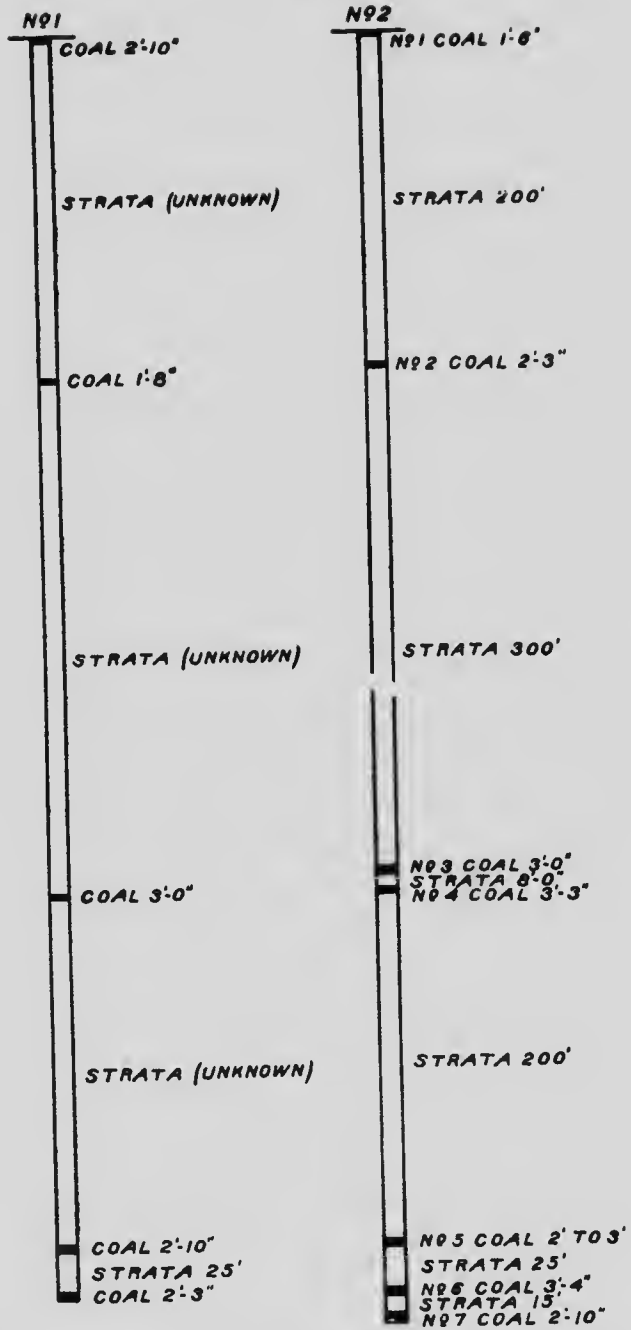 Nº1
COAL 2'-10"
STRATA (UNKNOWN)
COAL 1'-8"
STRATA (UNKNOWN)
COAL 3'-0"
STRATA (UNKNOWN)
COAL 2'-10"
STRATA 25'
COAL 2'-3"
Nº2
Nº1 COAL 1'-6"
STRATA 200'
Nº2 COAL 2'-3"
STRATA 300'
Nº3 COAL 3'-0"
STRATA 8'-0"
Nº4 COAL 3'-3"
STRATA 200'
Nº5 COAL 2' TO 3'
STRATA 25'
Nº6 COAL 3'-4"
STRATA 15'
Nº7 COAL 2'-10"